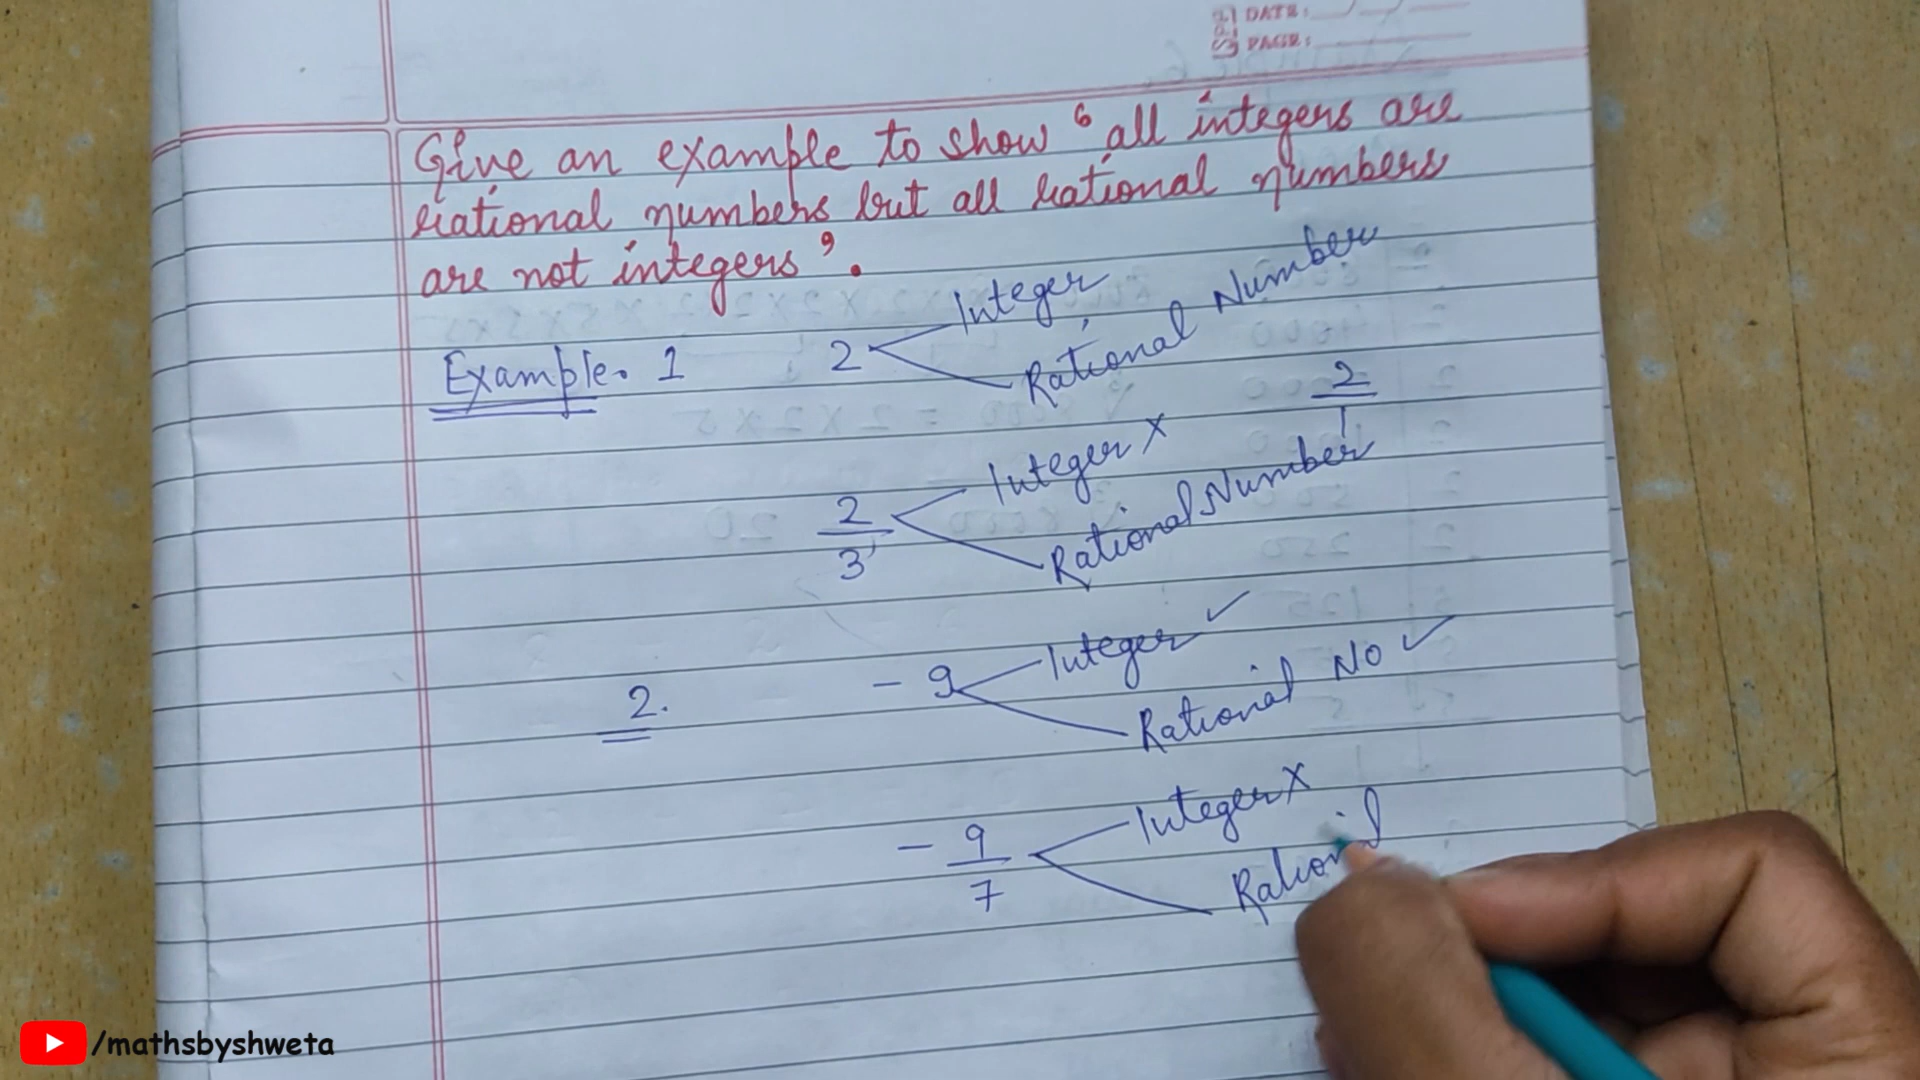 DATE:
PAGE:
Give an example to show ‘all integers are
rational numbers but all rational numbers
are not integers’.
Example. 1 2 Integer
Rational Number
2/1
2/3 Integer ×
Rational Number
2. - 9 Integer ✓
Rational No ✓
- 9/7 Integer ×
Rational
/mathsbyshweta